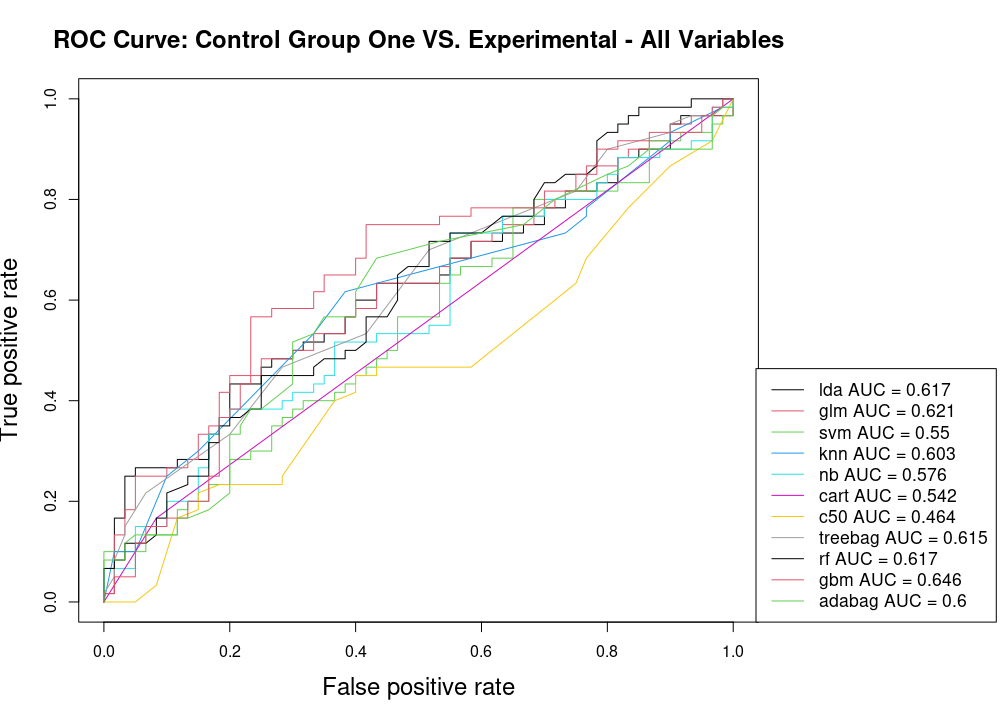 ROC Curve: Control Group One VS. Experimental - All Variables
True positive rate
1.0
0.8
0.6
0.4
0.2
0.0
0.0 0.2 0.4 0.6 0.8 1.0
False positive rate
lda AUC = 0.617
glm AUC = 0.621
svm AUC = 0.55
knn AUC = 0.603
nb AUC = 0.576
cart AUC = 0.542
c50 AUC = 0.464
treebag AUC = 0.615
rf AUC = 0.617
gbm AUC = 0.646
adabag AUC = 0.6